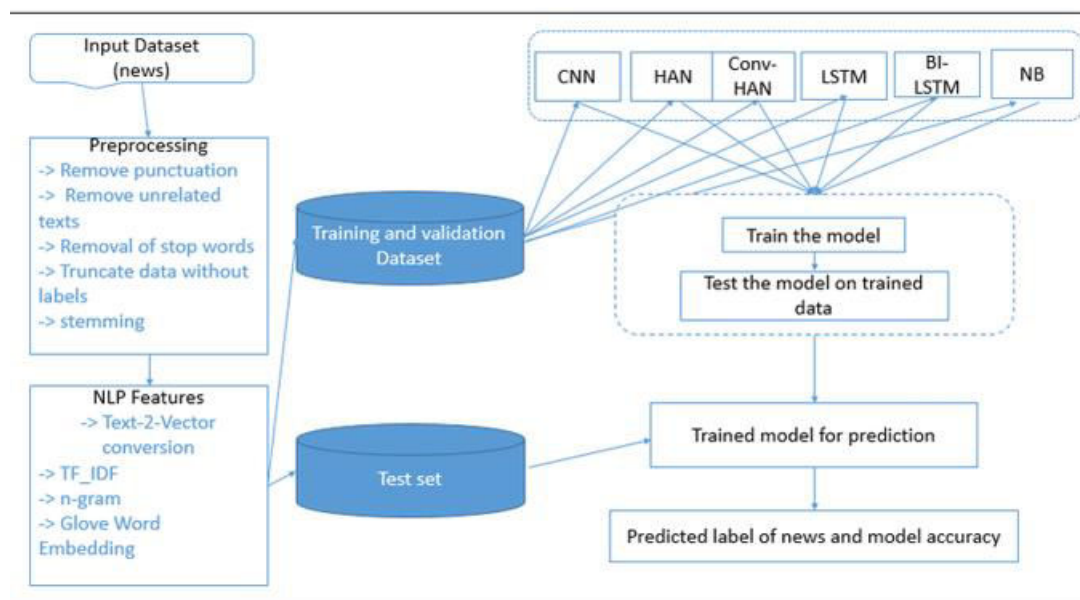 Input Dataset
(news)
Preprocessing
-> Remove punctuation
-> Remove unrelated
texts
-> Removal of stop words
-> Truncate data without
labels
-> stemming
NLP Features
-> Text-2-Vector
conversion
-> TF_IDF
-> n-gram
-> Glove Word
Embedding
Training and validation
Dataset
Test set
CNN
HAN
Conv-
HAN
LSTM
BI-
LSTM
NB
Train the model
Test the model on trained
data
Trained model for prediction
Predicted label of news and model accuracy